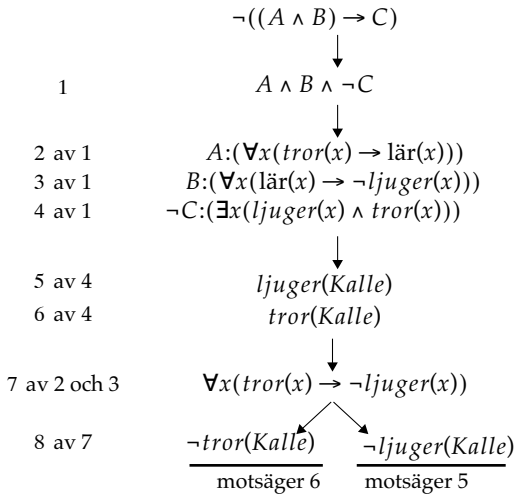 ¬((A ∧ B) → C)
1 A ∧ B ∧ ¬C
2 av 1 A:(∀x(tror(x) → lär(x)))
3 av 1 B:(∀x(lär(x) → ¬ljuger(x)))
4 av 1 ¬C:(∃x(ljuger(x) ∧ tror(x)))
5 av 4 ljuger(Kalle)
6 av 4 tror(Kalle)
7 av 2 och 3 ∀x(tror(x) → ¬ljuger(x))
8 av 7 ¬tror(Kalle) ¬ljuger(Kalle)
motsäger 6 motsäger 5